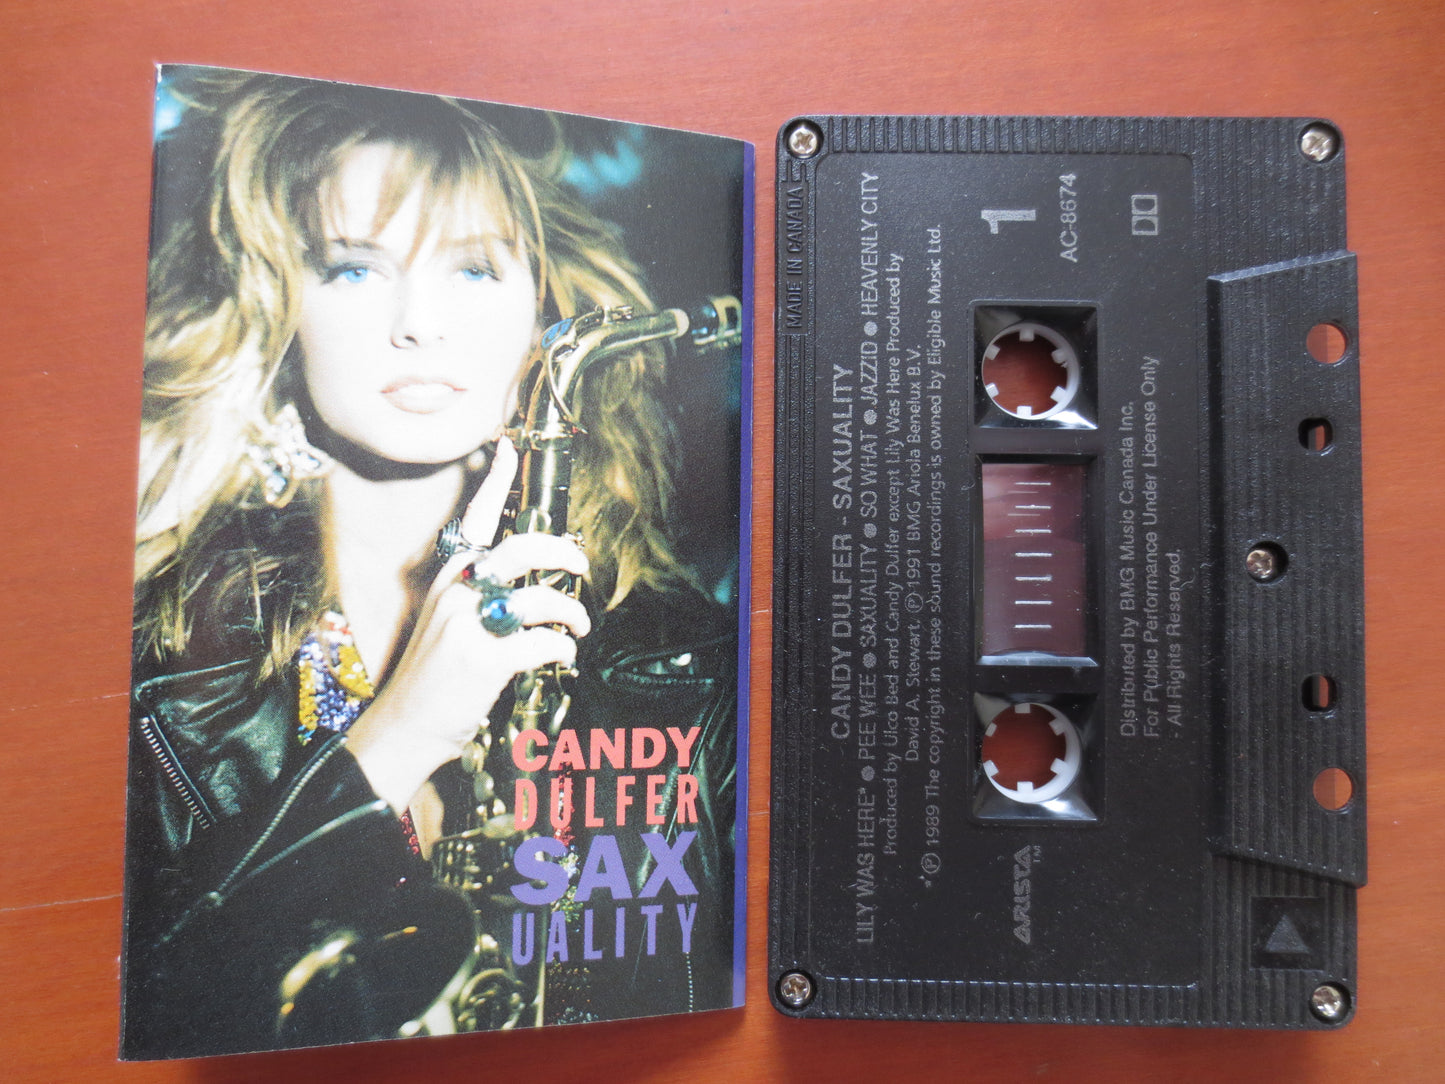 CANDY
DULFER
SAX
UALITY
MADE IN CANADA
CANDY DULFER - SAXUALITY
LILY WAS HERE* ● PEE WEE ● SAXUALITY ● SO WHAT ● JAZZID ● HEAVENLY CITY
Produced by Ulco Bed and Candy Dulfer except Lily Was Here Produced by
David A. Stewart. ℗ 1991 BMG Ariola Benelux B.V.
*℗ 1989 The copyright in these sound recordings is owned by Eligible Music Ltd.
1
AC-8674
ARISTA™
Distributed by BMG Music Canada Inc.
For Public Performance Under License Only
- All Rights Reserved.